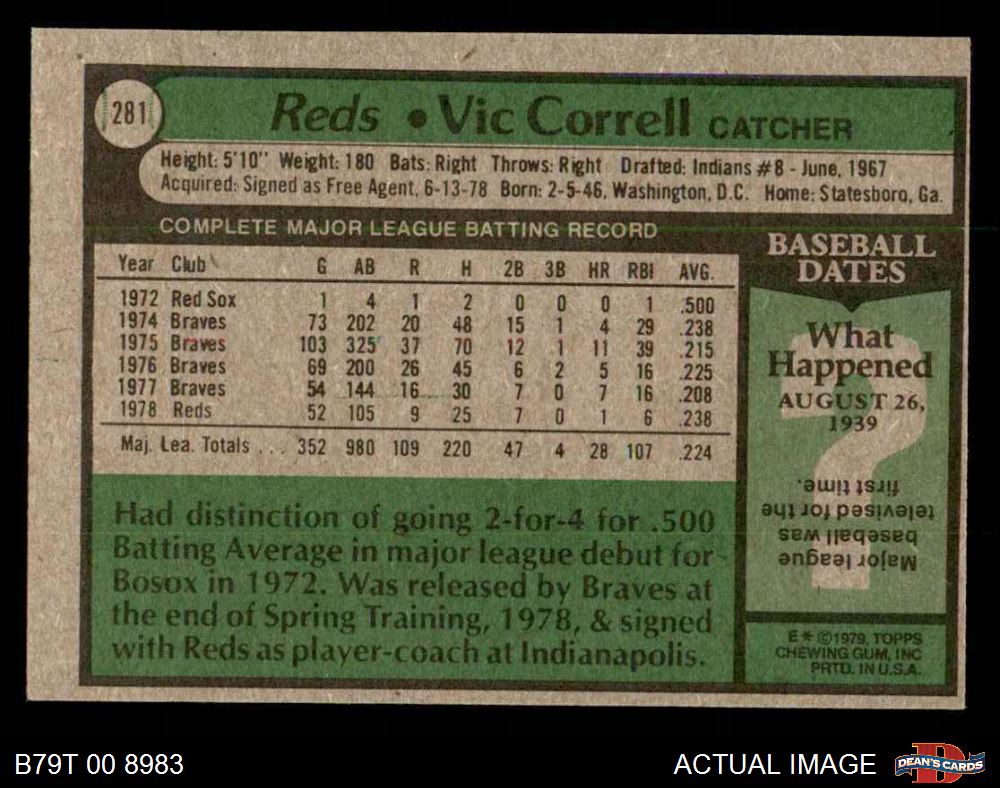 281
Reds • Vic Correll CATCHER
Height: 5'10" Weight: 180 Bats: Right Throws: Right Drafted: Indians #8 - June, 1967
Acquired: Signed as Free Agent, 6-13-78 Born: 2-5-46, Washington, D.C. Home: Statesboro, Ga.
COMPLETE MAJOR LEAGUE BATTING RECORD
Year Club G AB R H 2B 3B HR RBI AVG.
1972 Red Sox 1 4 1 2 0 0 0 1 .500
1974 Braves 73 202 20 48 15 1 4 29 .238
1975 Braves 103 325 37 70 12 1 11 39 .215
1976 Braves 69 200 26 45 6 2 5 16 .225
1977 Braves 54 144 16 30 7 0 7 16 .208
1978 Reds 52 105 9 25 7 0 1 6 .238
Maj. Lea. Totals . . . 352 980 109 220 47 4 28 107 .224
Had distinction of going 2-for-4 for .500
Batting Average in major league debut for
Bosox in 1972. Was released by Braves at
the end of Spring Training, 1978, & signed
with Reds as player-coach at Indianapolis.
BASEBALL
DATES
What
Happened
AUGUST 26,
1939
?
Major league
baseball was
televised for the
first time.
E * ©1979, TOPPS
CHEWING GUM, INC
PRTD. IN U.S.A.
B79T 00 8983
ACTUAL IMAGE
D
DEAN'S CARDS